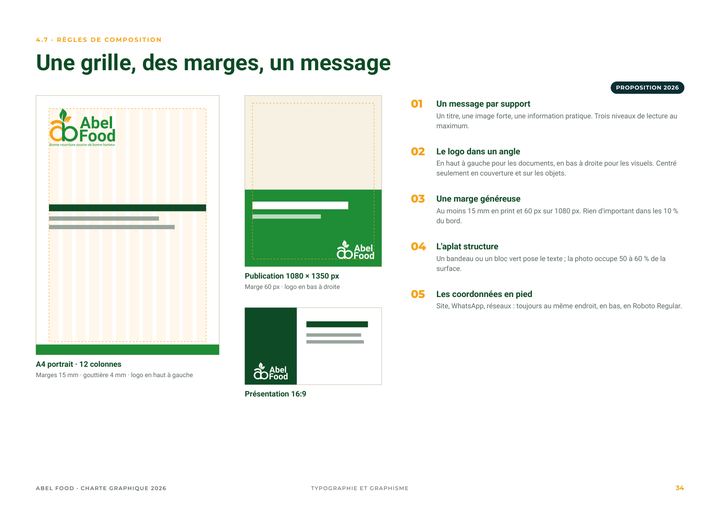 4.7 - RÈGLES DE COMPOSITION
Une grille, des marges, un message
PROPOSITION 2026
Abel
Food
Bonne nourriture source de bonne humeur
A4 portrait · 12 colonnes
Marges 15 mm · gouttière 4 mm · logo en haut à gauche
Abel
Food
Publication 1080 × 1350 px
Marge 60 px · logo en bas à droite
Abel
Food
Présentation 16:9
01
Un message par support
Un titre, une image forte, une information pratique. Trois niveaux de lecture au
maximum.
02
Le logo dans un angle
En haut à gauche pour les documents, en bas à droite pour les visuels. Centré
seulement en couverture et sur les objets.
03
Une marge généreuse
Au moins 15 mm en print et 60 px sur 1080 px. Rien d'important dans les 10 %
du bord.
04
L'aplat structure
Un bandeau ou un bloc vert pose le texte ; la photo occupe 50 à 60 % de la
surface.
05
Les coordonnées en pied
Site, WhatsApp, réseaux : toujours au même endroit, en bas, en Roboto Regular.
ABEL FOOD · CHARTE GRAPHIQUE 2026
TYPOGRAPHIE ET GRAPHISME
34